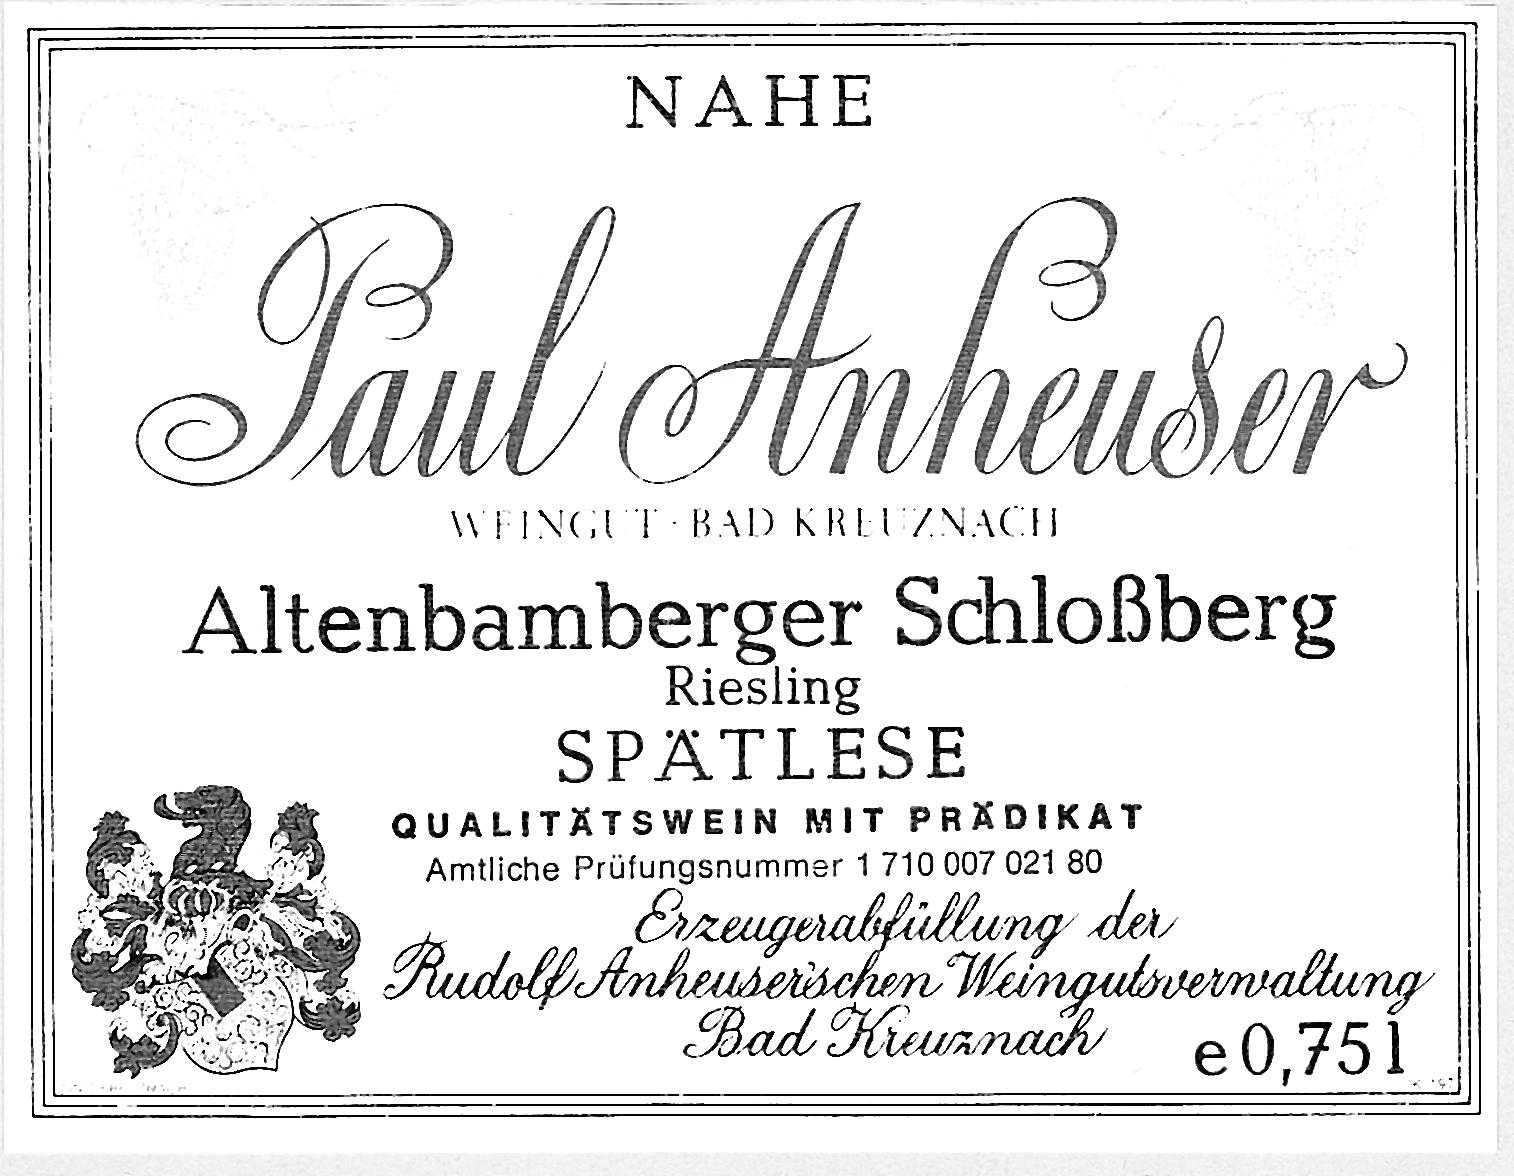 NAHE
Paul Anheuser
WEINGUT · BAD KREUZNACH
Altenbamberger Schloßberg
Riesling
SPÄTLESE
QUALITÄTSWEIN MIT PRÄDIKAT
Amtliche Prüfungsnummer 1 710 007 021 80
Erzeugerabfüllung der
Rudolf Anheuser'schen Weingutsverwaltung
Bad Kreuznach
e 0,75 l